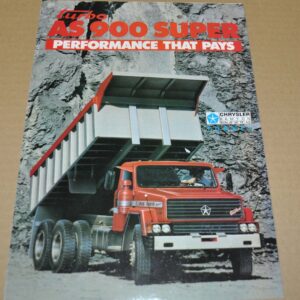 Turbo
AS 900 SUPER
PERFORMANCE THAT PAYS
CHRYSLER